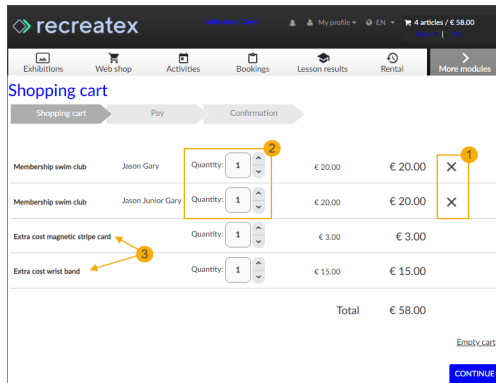 recreatex
My profile
EN
4 articles / € 58.00
Exhibitions Web shop Activities Bookings Lesson results Rental More modules
Shopping cart
Shopping cart Pay Confirmation
2
1
Membership swim club Jason Gary Quantity: 1 € 20.00 € 20.00
Membership swim club Jason Junior Gary Quantity: 1 € 20.00 € 20.00
Extra cost magnetic stripe card Quantity: 1 € 3.00 € 3.00
3
Extra cost wrist band Quantity: 1 € 15.00 € 15.00
Total € 58.00
Empty cart
CONTINUE